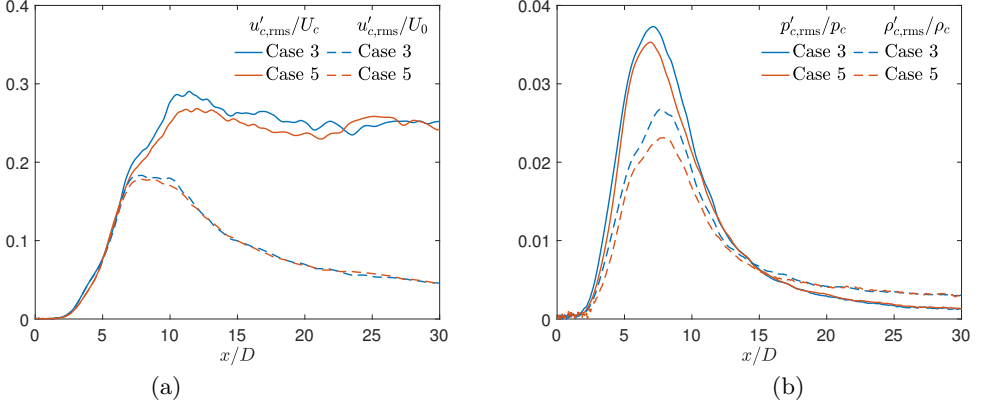 0.4
0.3
0.2
0.1
0
0 5 10 15 20 25 30
x/D
u′c,rms/Uc u′c,rms/U0
Case 3 Case 3
Case 5 Case 5
(a)
0.04
0.03
0.02
0.01
0
0 5 10 15 20 25 30
x/D
p′c,rms/pc ρ′c,rms/ρc
Case 3 Case 3
Case 5 Case 5
(b)